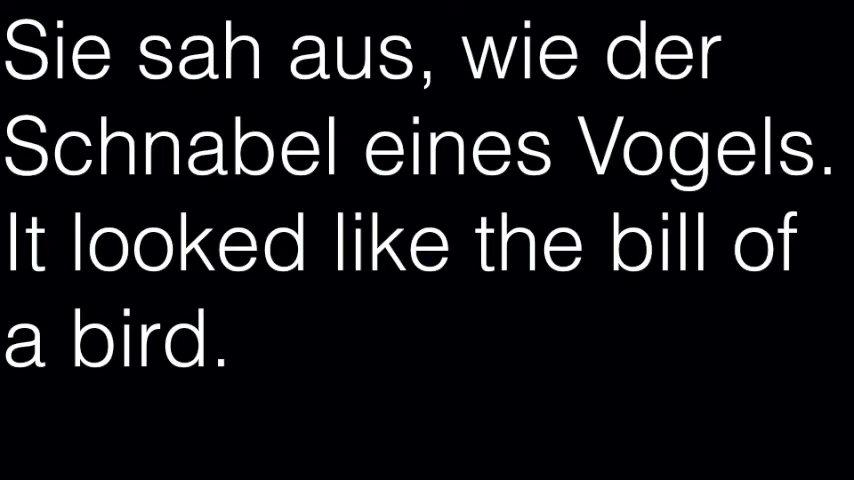 Sie sah aus, wie der
Schnabel eines Vogels.
It looked like the bill of
a bird.